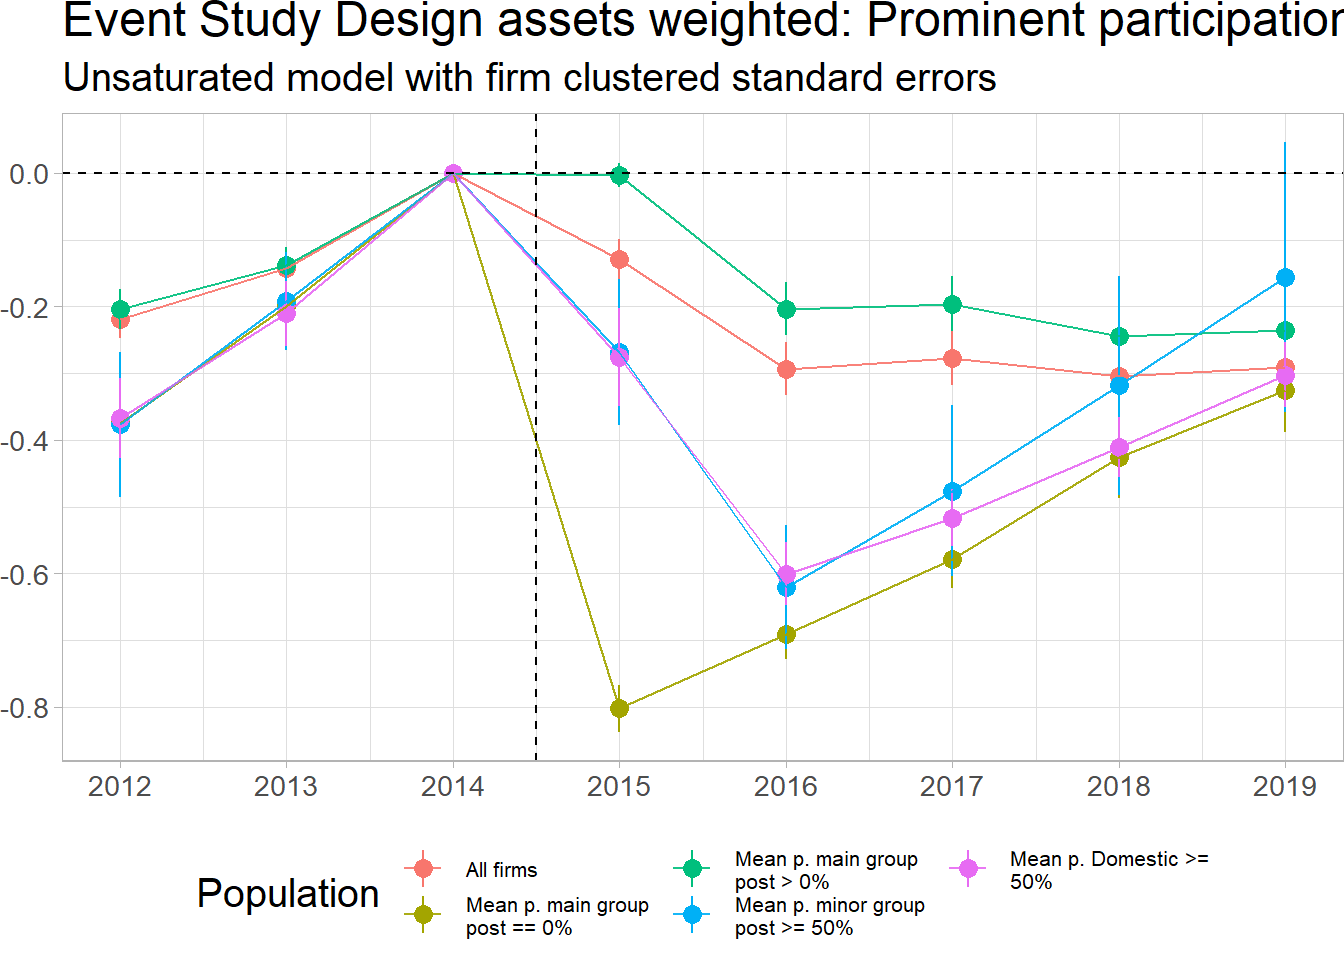 Event Study Design assets weighted: Prominent participation
Unsaturated model with firm clustered standard errors
0.0
-0.2
-0.4
-0.6
-0.8
2012 2013 2014 2015 2016 2017 2018 2019
Population
All firms
Mean p. main group
post == 0%
Mean p. main group
post > 0%
Mean p. minor group
post >= 50%
Mean p. Domestic >=
50%